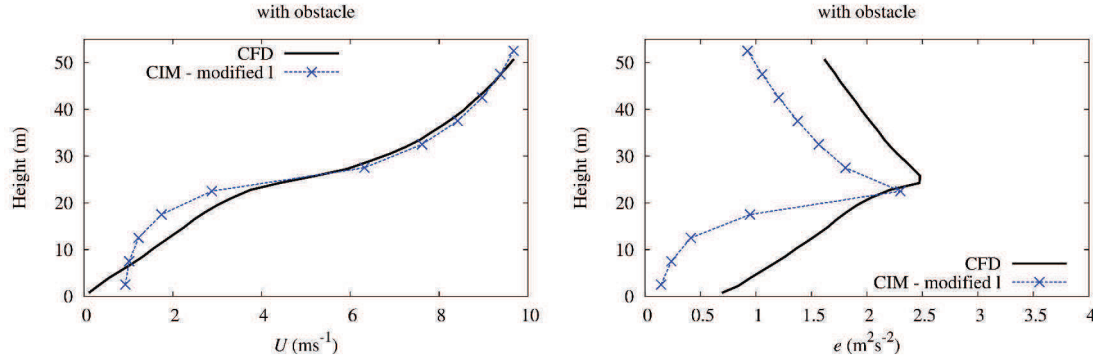 with obstacle
50
40
30
20
10
0
Height (m)
CFD
CIM - modified l
0 2 4 6 8 10
U (ms-1)
with obstacle
50
40
30
20
10
0
Height (m)
CFD
CIM - modified l
0 0.5 1 1.5 2 2.5 3 3.5 4
e (m2s-2)